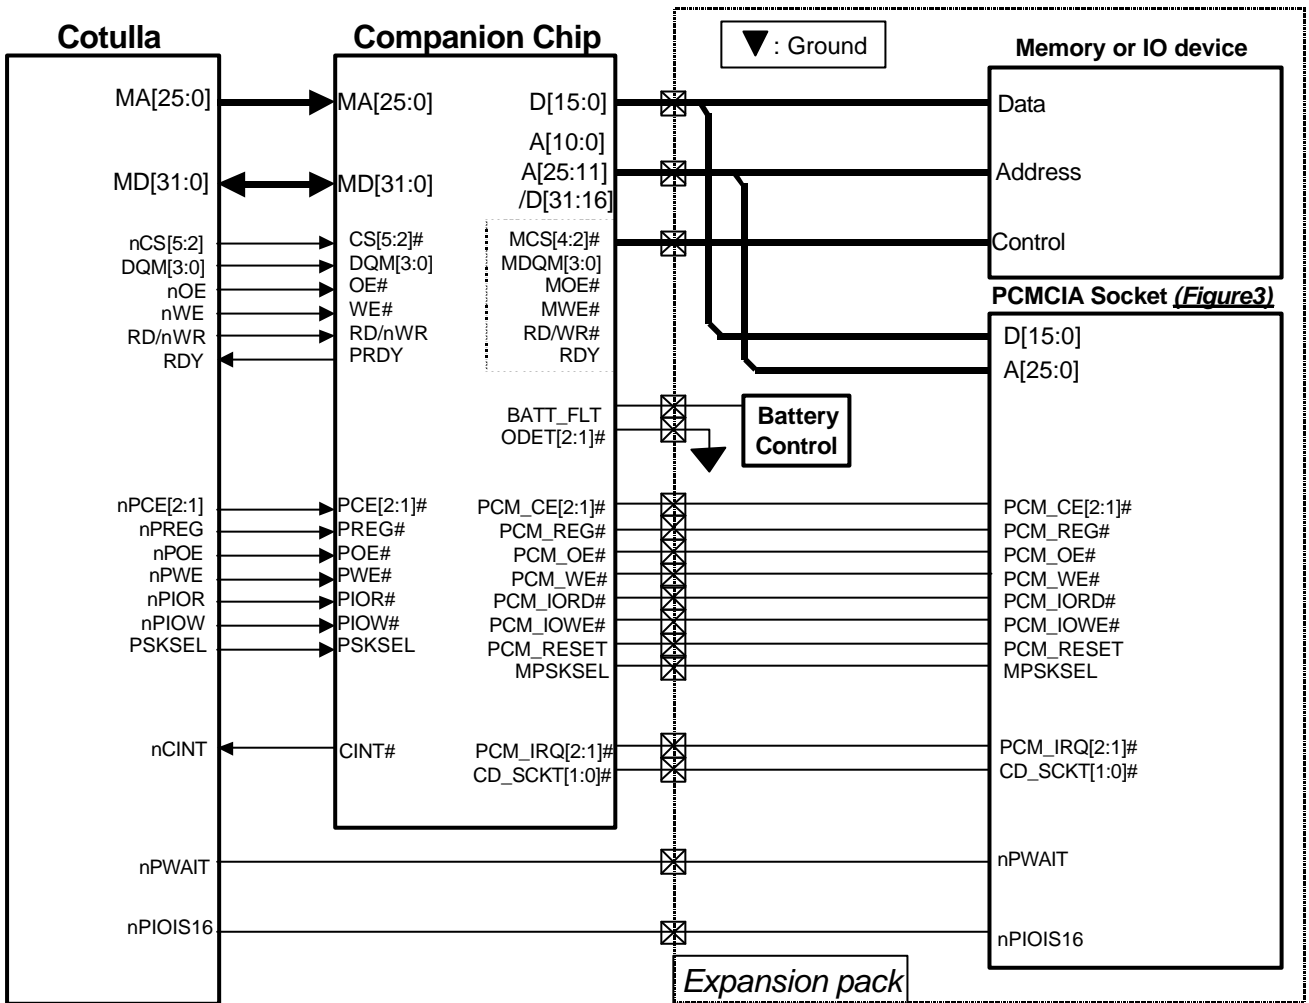 Cotulla
MA[25:0]
MD[31:0]
nCS[5:2]
DQM[3:0]
nOE
nWE
RD/nWR
RDY
nPCE[2:1]
nPREG
nPOE
nPWE
nPIOR
nPIOW
PSKSEL
nCINT
nPWAIT
nPIOIS16
Companion Chip
MA[25:0]
MD[31:0]
CS[5:2]#
DQM[3:0]
OE#
WE#
RD/nWR
PRDY
PCE[2:1]#
PREG#
POE#
PWE#
PIOR#
PIOW#
PSKSEL
CINT#
D[15:0]
A[10:0]
A[25:11]
/D[31:16]
MCS[4:2]#
MDQM[3:0]
MOE#
MWE#
RD/WR#
RDY
BATT_FLT
ODET[2:1]#
PCM_CE[2:1]#
PCM_REG#
PCM_OE#
PCM_WE#
PCM_IORD#
PCM_IOWE#
PCM_RESET
MPSKSEL
PCM_IRQ[2:1]#
CD_SCKT[1:0]#
: Ground
Memory or IO device
Data
Address
Control
PCMCIA Socket (Figure3)
D[15:0]
A[25:0]
Battery
Control
PCM_CE[2:1]#
PCM_REG#
PCM_OE#
PCM_WE#
PCM_IORD#
PCM_IOWE#
PCM_RESET
MPSKSEL
PCM_IRQ[2:1]#
CD_SCKT[1:0]#
nPWAIT
nPIOIS16
Expansion pack